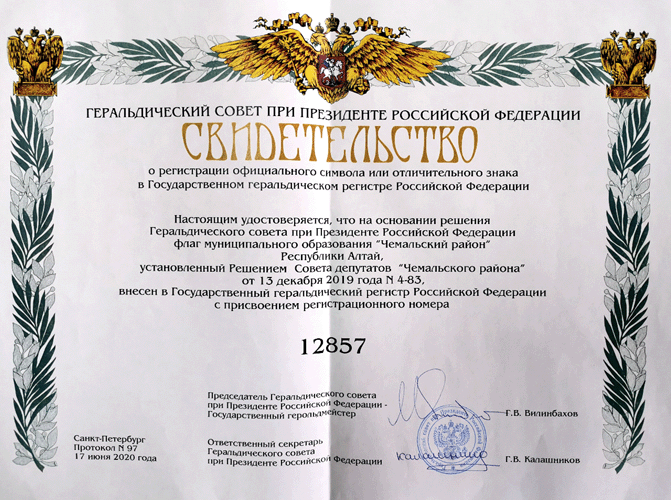 ГЕРАЛЬДИЧЕСКИЙ СОВЕТ ПРИ ПРЕЗИДЕНТЕ РОССИЙСКОЙ ФЕДЕРАЦИИ
СВИДЕТЕЛЬСТВО
о регистрации официального символа или отличительного знака
в Государственном геральдическом регистре Российской Федерации
Настоящим удостоверяется, что на основании решения
Геральдического совета при Президенте Российской Федерации
флаг муниципального образования "Чемальский район"
Республики Алтай,
установленный Решением Совета депутатов "Чемальского района"
от 13 декабря 2019 года N 4-83,
внесен в Государственный геральдический регистр Российской Федерации
с присвоением регистрационного номера
12857
Председатель Геральдического совета
при Президенте Российской Федерации -
Государственный герольдмейстер
Г.В. Вилинбахов
Санкт-Петербург
Протокол N 97
17 июня 2020 года
Ответственный секретарь
Геральдического совета
при Президенте Российской Федерации
Г.В. Калашников